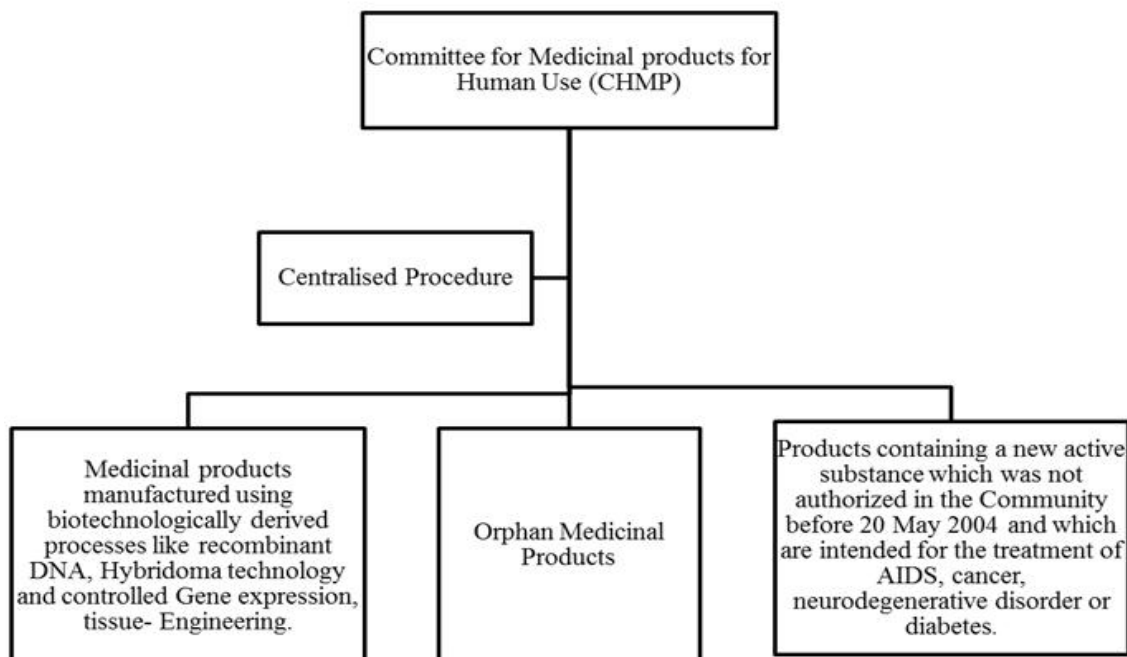 Committee for Medicinal products for
Human Use (CHMP)
Centralised Procedure
Medicinal products
manufactured using
biotechnologically derived
processes like recombinant
DNA, Hybridoma technology
and controlled Gene expression,
tissue- Engineering.
Orphan Medicinal
Products
Products containing a new active
substance which was not
authorized in the Community
before 20 May 2004 and which
are intended for the treatment of
AIDS, cancer,
neurodegenerative disorder or
diabetes.